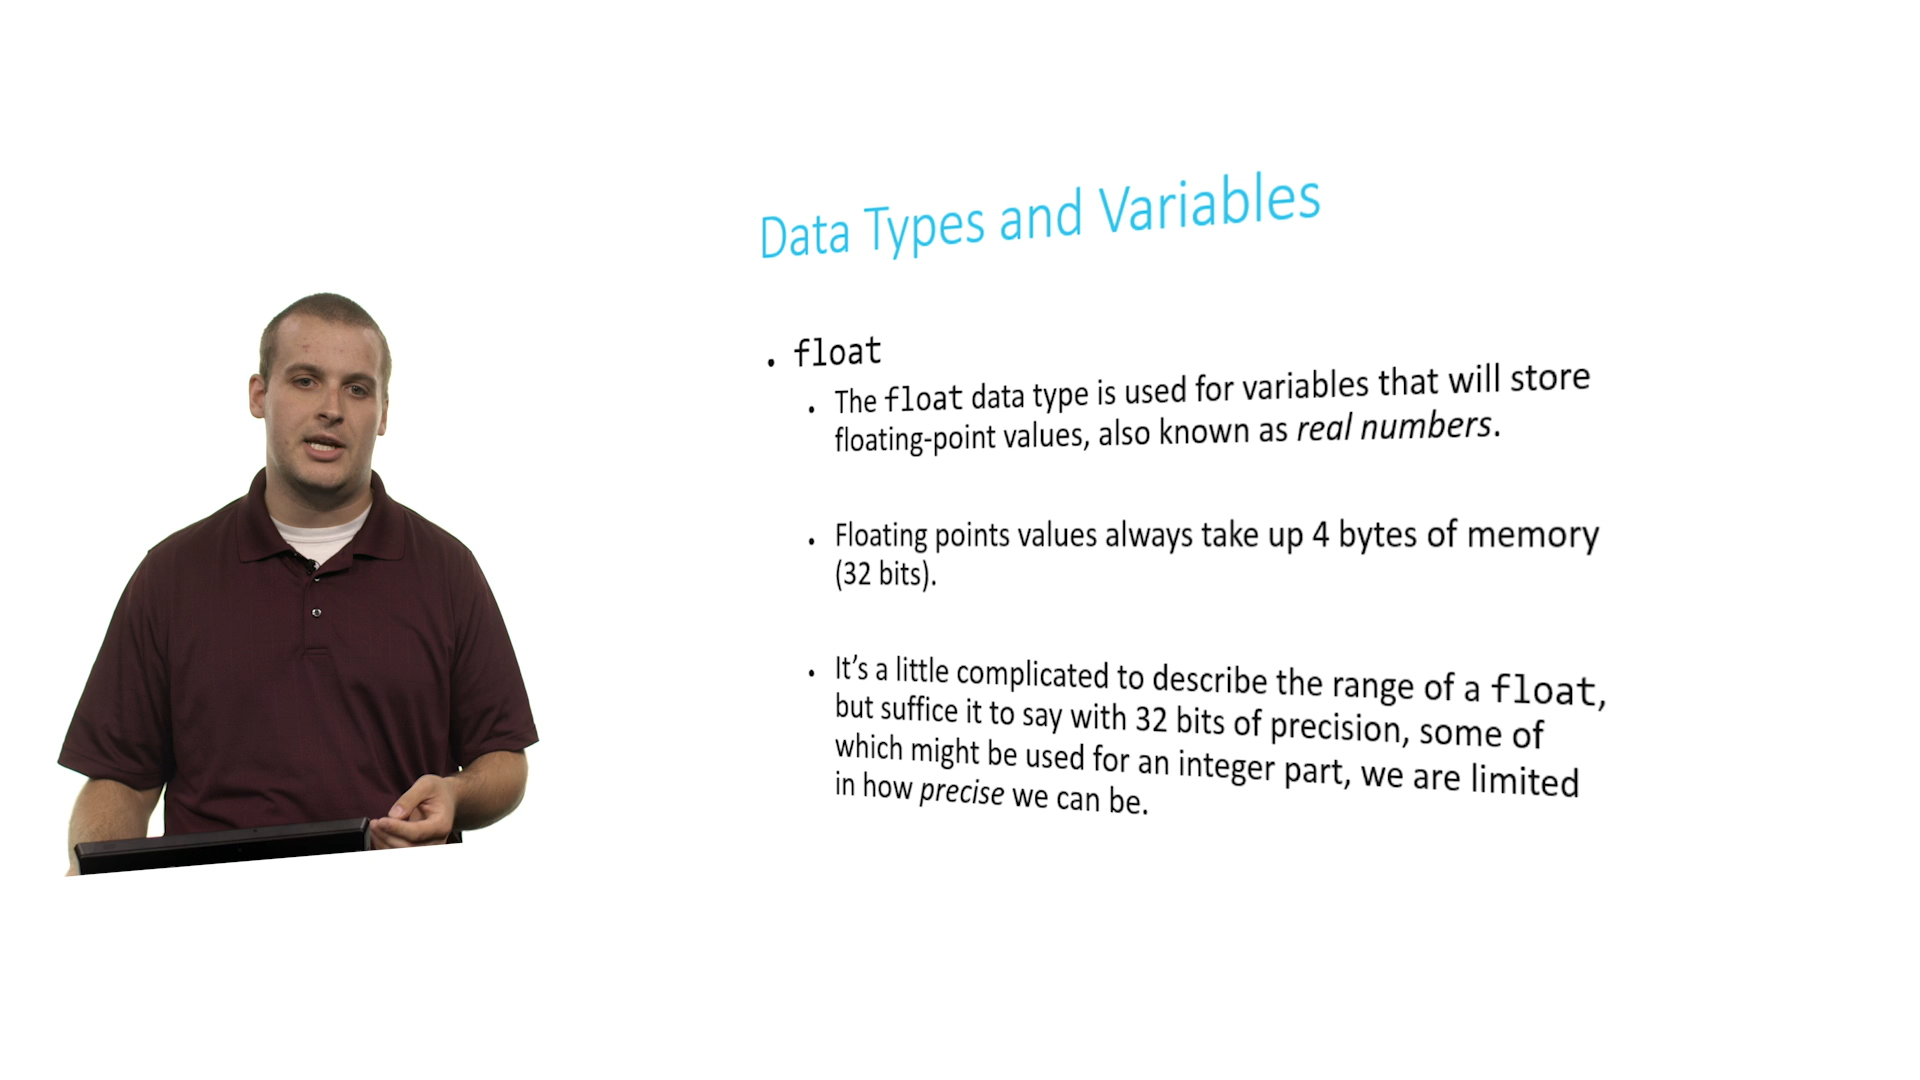 Data Types and Variables
• float
• The float data type is used for variables that will store
floating-point values, also known as real numbers.
• Floating points values always take up 4 bytes of memory
(32 bits).
• It's a little complicated to describe the range of a float,
but suffice it to say with 32 bits of precision, some of
which might be used for an integer part, we are limited
in how precise we can be.